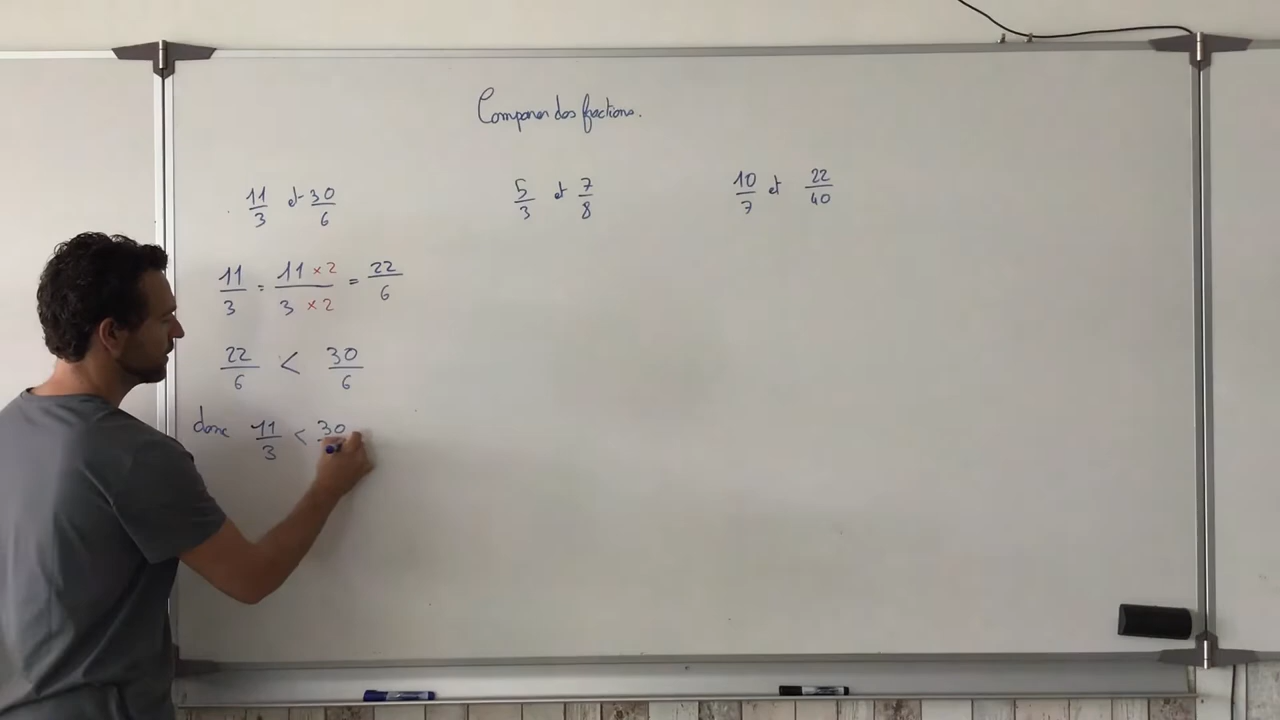 Comparer des fractions.
11/3 et 30/6
5/3 et 7/8
10/7 et 22/40
11/3 = 11 × 2/3 × 2 = 22/6
22/6 < 30/6
donc 11/3 < 30